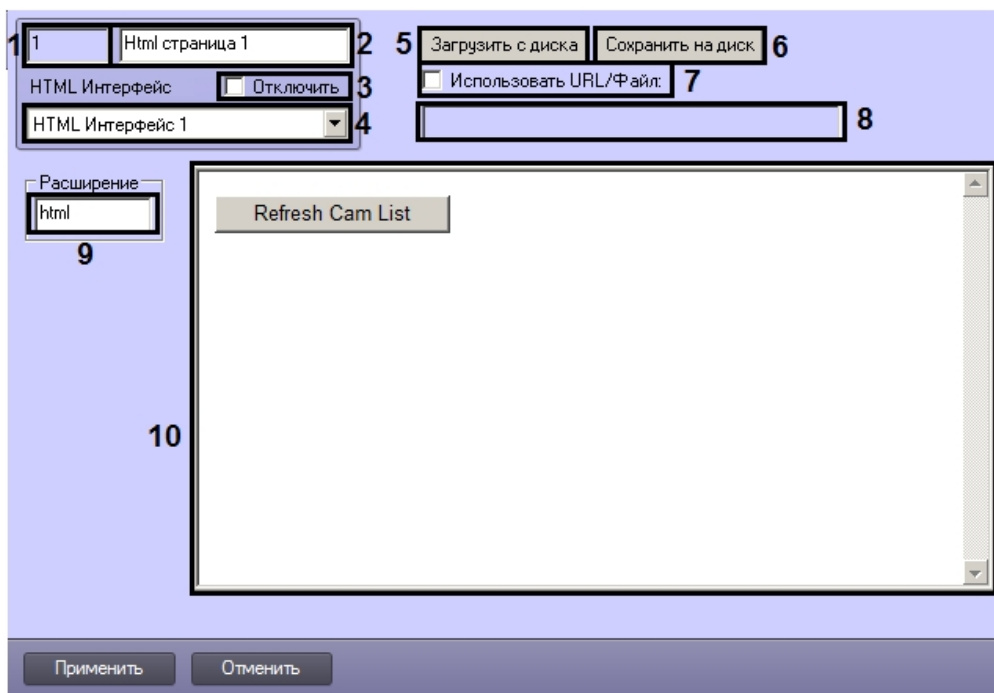 1 1 Html страница 1 2 5 Загрузить с диска Сохранить на диск 6
HTML Интерфейс Отключить 3 Использовать URL/Файл: 7
HTML Интерфейс 1 4 8
Расширение
html
9
Refresh Cam List
10
Применить Отменить